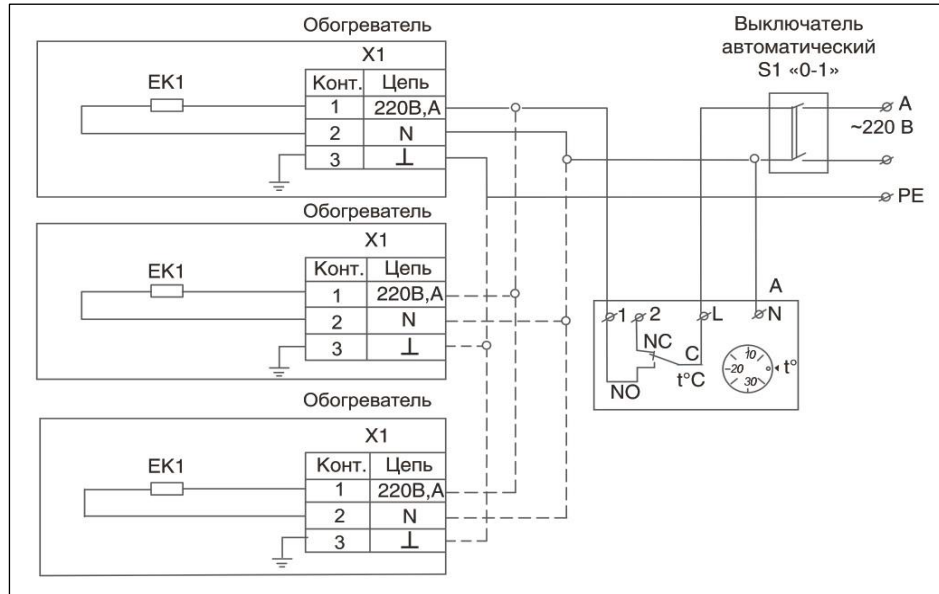 Обогреватель
X1
EK1
Конт. Цепь
1 220В,А
2 N
3 ⊥
Обогреватель
X1
EK1
Конт. Цепь
1 220В,А
2 N
3 ⊥
Обогреватель
X1
EK1
Конт. Цепь
1 220В,А
2 N
3 ⊥
Выключатель
автоматический
S1 «0-1»
A
~220 В
PE
A
1 2 L N
NC C
NO t°C
10
-20
30
t°